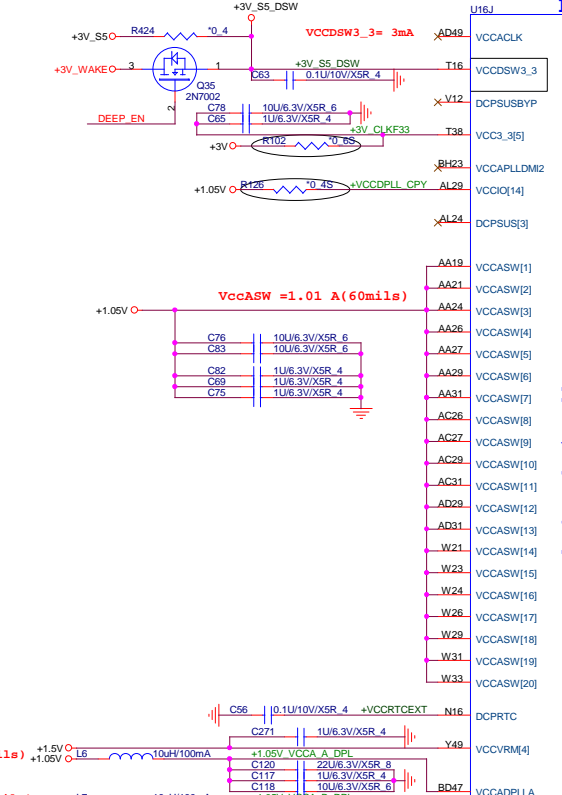 +3V_S5_DSW
U16J
R424 *0_4
+3V_S5
VCCDSW3_3= 3mA
AD49 VCCACLK
+3V_WAKE 3 1
+3V_S5_DSW
T16 VCCDSW3_3
C63 0.1U/10V/X5R_4
Q35
2N7002
2
V12 DCPSUSBYP
C78 10U/6.3V/X5R_6
C65 1U/6.3V/X5R_4
DEEP_EN
+3V_CLKF33
T38 VCC3_3[5]
+3V R102 *0_6S
BH23 VCCAPLLDMI2
+1.05V R126 *0_4S +VCCDPLL_CPY AL29 VCCIO[14]
AL24 DCPSUS[3]
AA19 VCCASW[1]
AA21 VCCASW[2]
VccASW =1.01 A(60mils)
+1.05V
AA24 VCCASW[3]
AA26 VCCASW[4]
C76 10U/6.3V/X5R_6
C83 10U/6.3V/X5R_6
AA27 VCCASW[5]
C82 1U/6.3V/X5R_4
AA29 VCCASW[6]
C69 1U/6.3V/X5R_4
C75 1U/6.3V/X5R_4
AA31 VCCASW[7]
AC26 VCCASW[8]
AC27 VCCASW[9]
AC29 VCCASW[10]
AC31 VCCASW[11]
AD29 VCCASW[12]
AD31 VCCASW[13]
W21 VCCASW[14]
W23 VCCASW[15]
W24 VCCASW[16]
W26 VCCASW[17]
W29 VCCASW[18]
W31 VCCASW[19]
W33 VCCASW[20]
C56 0.1U/10V/X5R_4 +VCCRTCEXT N16 DCPRTC
C271 1U/6.3V/X5R_4
+1.5V
Y49 VCCVRM[4]
ls) +1.05V L6 10uH/100mA +1.05V_VCCA_A_DPL
C120 22U/6.3V/X5R_8
C117 1U/6.3V/X5R_4
C118 10U/6.3V/X5R_6
BD47 VCCADPLLA